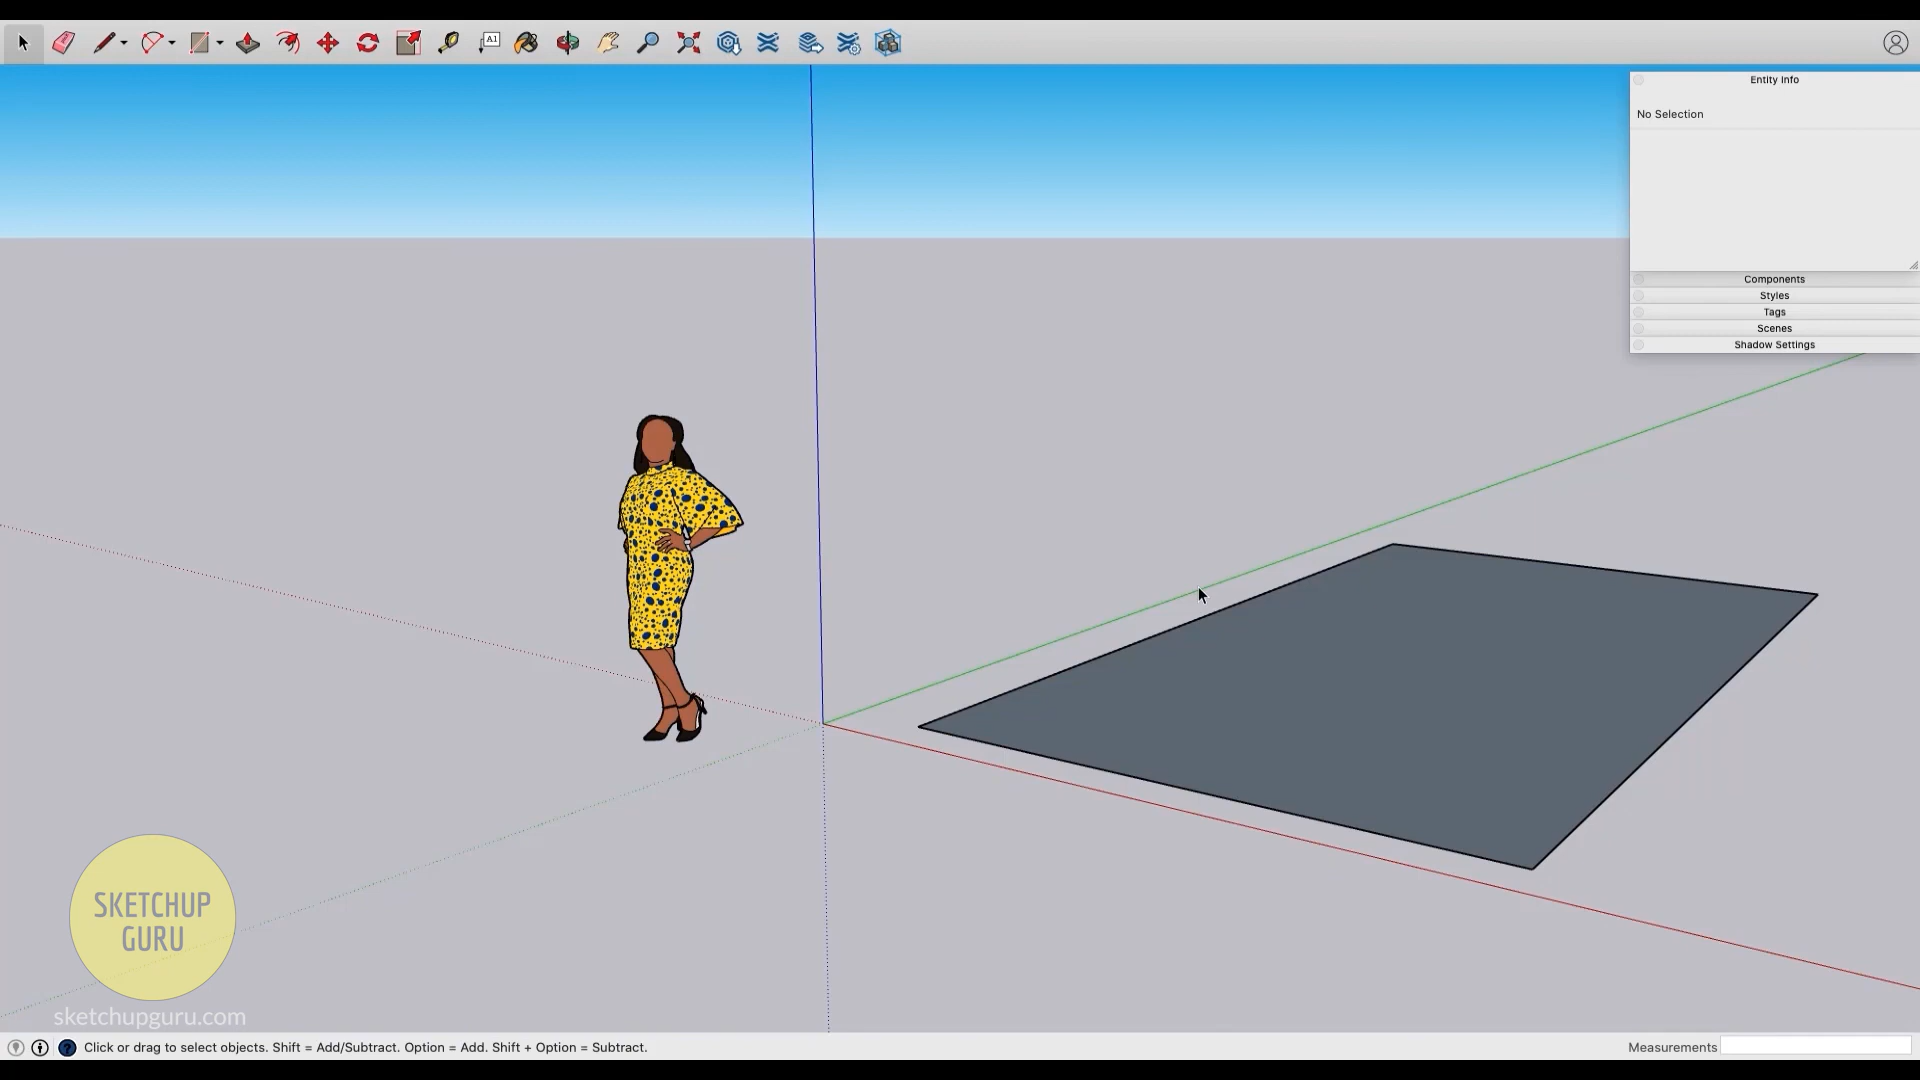 A1
Entity Info
No Selection
Components
Styles
Tags
Scenes
Shadow Settings
SKETCHUP
GURU
sketchupguru.com
Click or drag to select objects. Shift = Add/Subtract. Option = Add. Shift + Option = Subtract.
Measurements